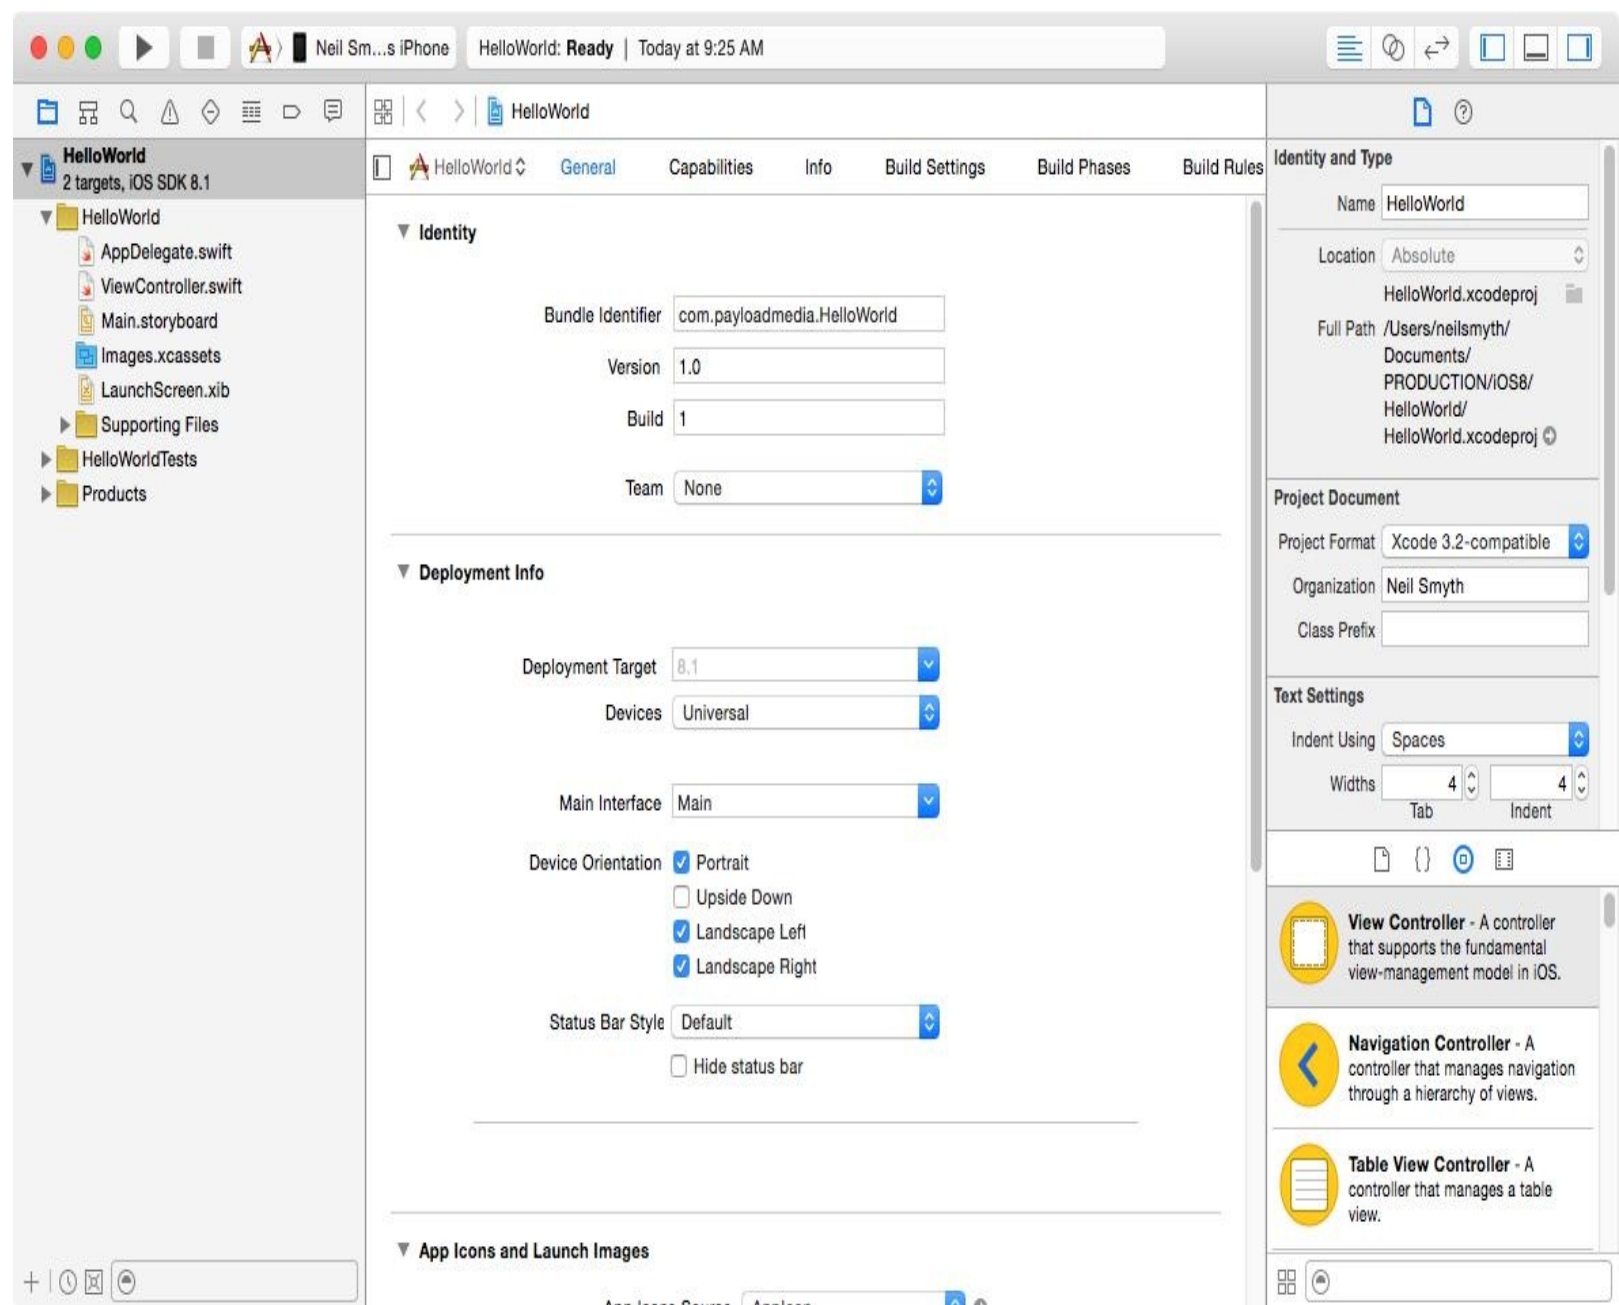 Neil Sm...s iPhone
HelloWorld: Ready | Today at 9:25 AM
HelloWorld
2 targets, iOS SDK 8.1
HelloWorld
AppDelegate.swift
ViewController.swift
Main.storyboard
Images.xcassets
LaunchScreen.xib
Supporting Files
HelloWorldTests
Products
HelloWorld
HelloWorld General Capabilities Info Build Settings Build Phases Build Rules
Identity
Bundle Identifier com.payloadmedia.HelloWorld
Version 1.0
Build 1
Team None
Deployment Info
Deployment Target 8.1
Devices Universal
Main Interface Main
Device Orientation Portrait
Upside Down
Landscape Left
Landscape Right
Status Bar Style Default
Hide status bar
App Icons and Launch Images
App Icons Source AppIcon
Identity and Type
Name HelloWorld
Location Absolute
HelloWorld.xcodeproj
Full Path /Users/neilsmyth/
Documents/
PRODUCTION/iOS8/
HelloWorld/
HelloWorld.xcodeproj
Project Document
Project Format Xcode 3.2-compatible
Organization Neil Smyth
Class Prefix
Text Settings
Indent Using Spaces
Widths 4 4
Tab Indent
View Controller - A controller
that supports the fundamental
view-management model in iOS.
Navigation Controller - A
controller that manages navigation
through a hierarchy of views.
Table View Controller - A
controller that manages a table
view.